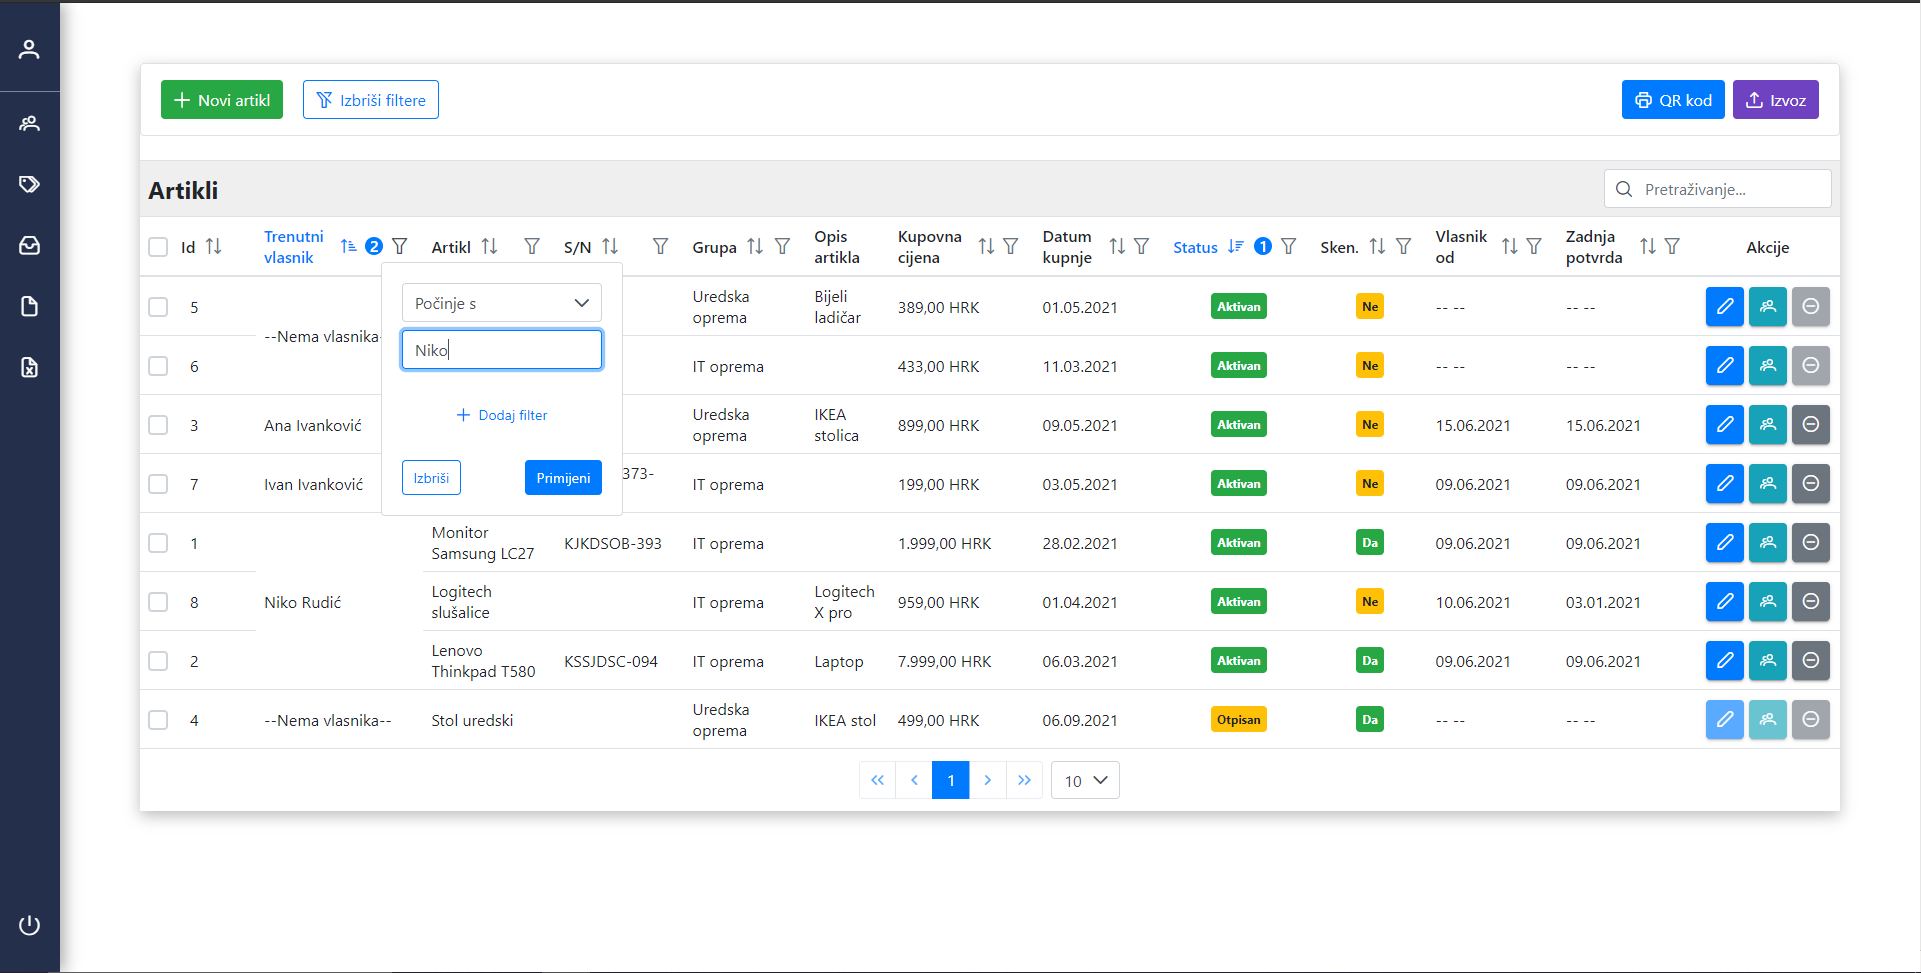 Novi artikl
Izbriši filtere
QR kod
Izvoz
Artikli
Pretraživanje...
Id
Trenutni
vlasnik
2
Artikl
S/N
Grupa
Opis
artikla
Kupovna
cijena
Datum
kupnje
Status
1
Sken.
Vlasnik
od
Zadnja
potvrda
Akcije
Počinje s
Niko
Dodaj filter
Izbriši
Primijeni
5
--Nema vlasnika-
Uredska
oprema
Bijeli
ladičar
389,00 HRK
01.05.2021
Aktivan
Ne
-- --
-- --
6
IT oprema
433,00 HRK
11.03.2021
Aktivan
Ne
-- --
-- --
3
Ana Ivanković
Uredska
oprema
IKEA
stolica
899,00 HRK
09.05.2021
Aktivan
Ne
15.06.2021
15.06.2021
7
Ivan Ivanković
373-
IT oprema
199,00 HRK
03.05.2021
Aktivan
Ne
09.06.2021
09.06.2021
1
Monitor
Samsung LC27
KJKDSOB-393
IT oprema
1.999,00 HRK
28.02.2021
Aktivan
Da
09.06.2021
09.06.2021
8
Niko Rudić
Logitech
slušalice
IT oprema
Logitech
X pro
959,00 HRK
01.04.2021
Aktivan
Ne
10.06.2021
03.01.2021
2
Lenovo
Thinkpad T580
KSSJDSC-094
IT oprema
Laptop
7.999,00 HRK
06.03.2021
Aktivan
Da
09.06.2021
09.06.2021
4
--Nema vlasnika--
Stol uredski
Uredska
oprema
IKEA stol
499,00 HRK
06.09.2021
Otpisan
Da
-- --
-- --
1
10